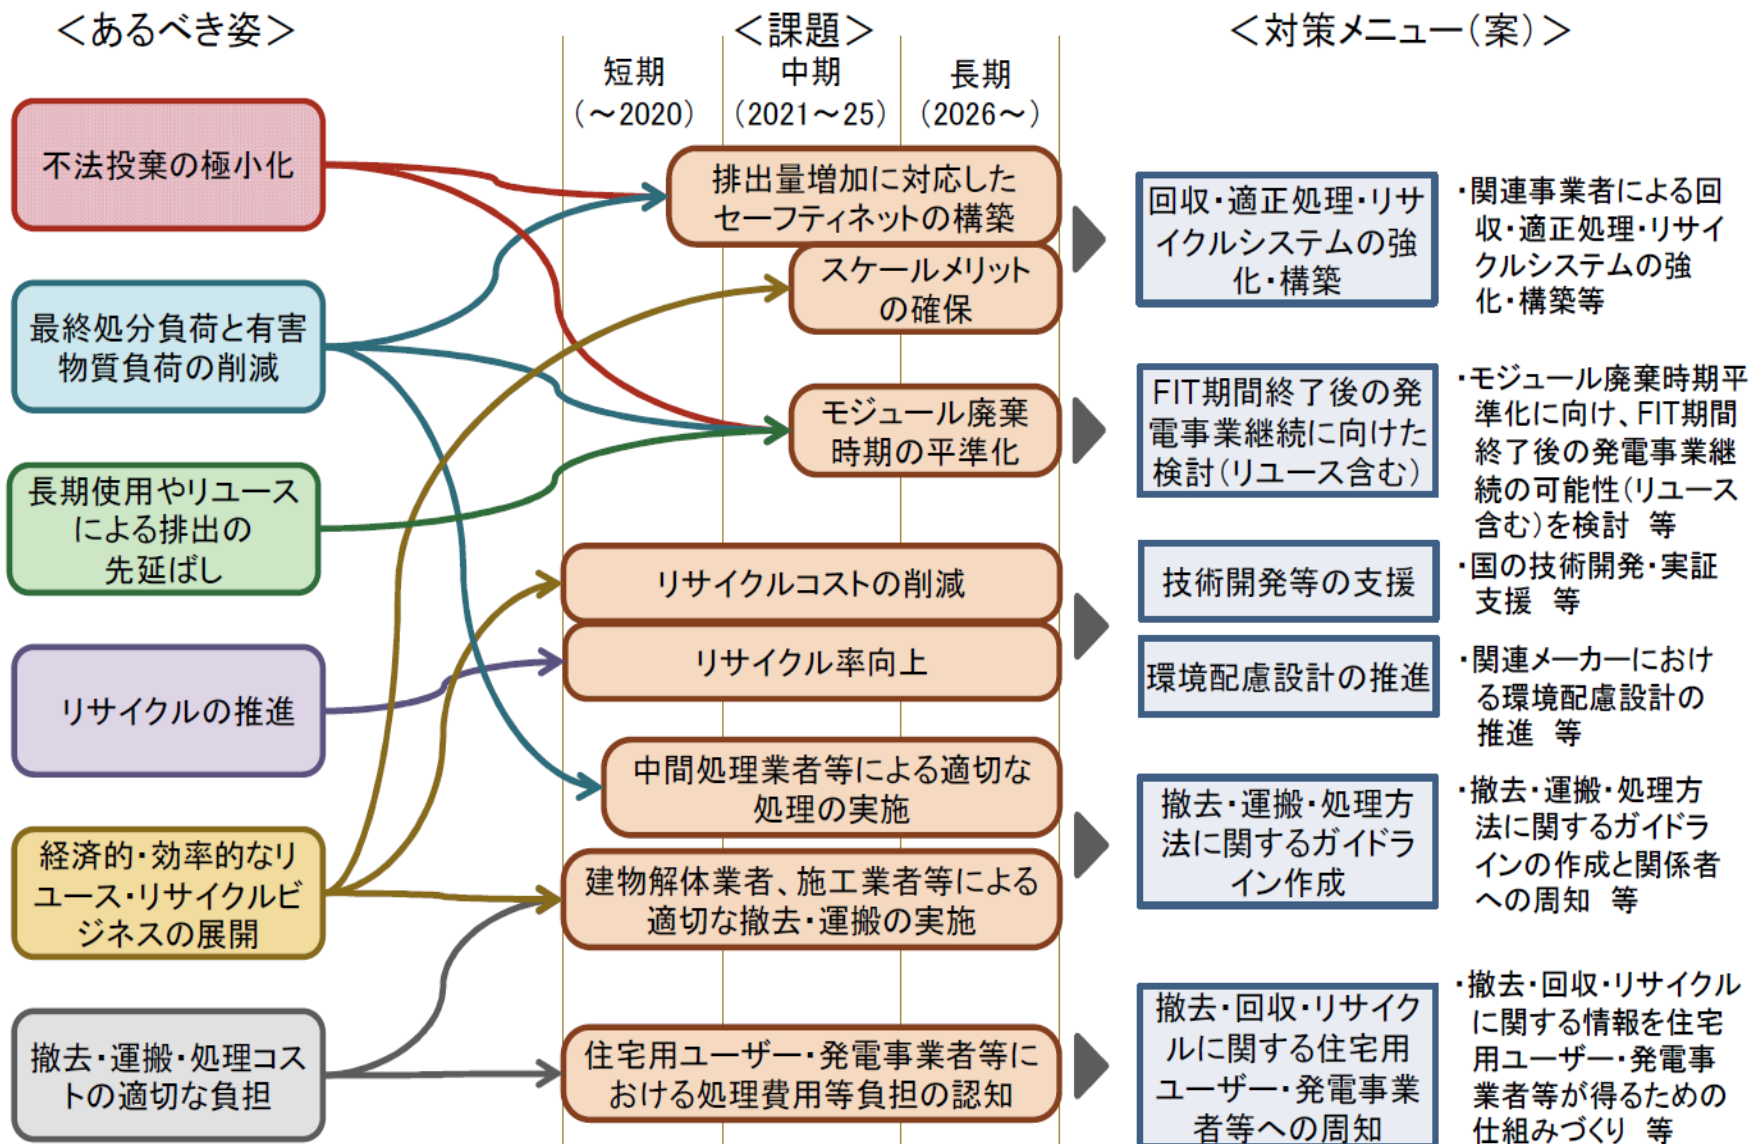 ＜あるべき姿＞
＜課題＞
＜対策メニュー(案)＞
短期
(～2020)
中期
(2021～25)
長期
(2026～)
不法投棄の極小化
最終処分負荷と有害
物質負荷の削減
長期使用やリユース
による排出の
先延ばし
リサイクルの推進
経済的・効率的なリ
ユース・リサイクルビ
ジネスの展開
撤去・運搬・処理コス
トの適切な負担
排出量増加に対応した
セーフティネットの構築
スケールメリット
の確保
モジュール廃棄
時期の平準化
リサイクルコストの削減
リサイクル率向上
中間処理業者等による適切な
処理の実施
建物解体業者、施工業者等による
適切な撤去・運搬の実施
住宅用ユーザー・発電事業者等に
おける処理費用等負担の認知
回収・適正処理・リサ
イクルシステムの強
化・構築
FIT期間終了後の発
電事業継続に向けた
検討(リユース含む)
技術開発等の支援
環境配慮設計の推進
撤去・運搬・処理方
法に関するガイドラ
イン作成
撤去・回収・リサイク
ルに関する住宅用
ユーザー・発電事業
者等への周知
・関連事業者による回
収・適正処理・リサイ
クルシステムの強
化・構築等
・モジュール廃棄時期平
準化に向け、FIT期間
終了後の発電事業継
続の可能性(リユース
含む)を検討 等
・国の技術開発・実証
支援 等
・関連メーカーにおけ
る環境配慮設計の
推進 等
・撤去・運搬・処理方
法に関するガイドラ
インの作成と関係者
への周知 等
・撤去・回収・リサイクル
に関する情報を住宅
用ユーザー・発電事
業者等が得るための
仕組みづくり 等